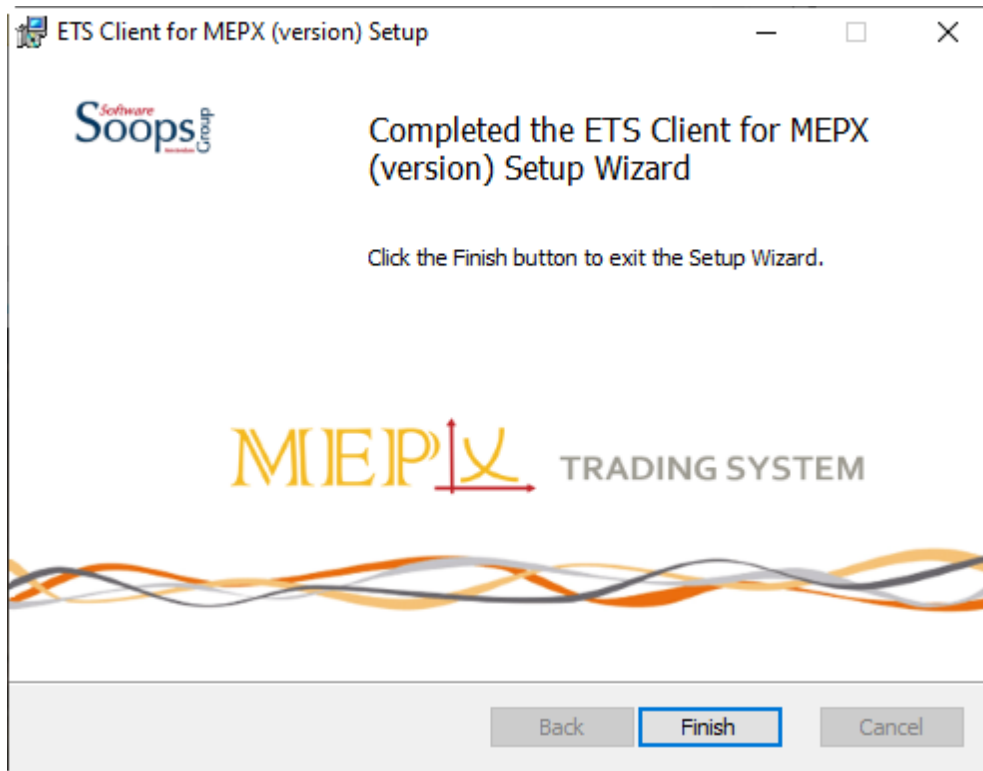 ETS Client for MEPX (version) Setup
Software
Soops
Group
Completed the ETS Client for MEPX
(version) Setup Wizard
Click the Finish button to exit the Setup Wizard.
MEPX TRADING SYSTEM
Back
Finish
Cancel